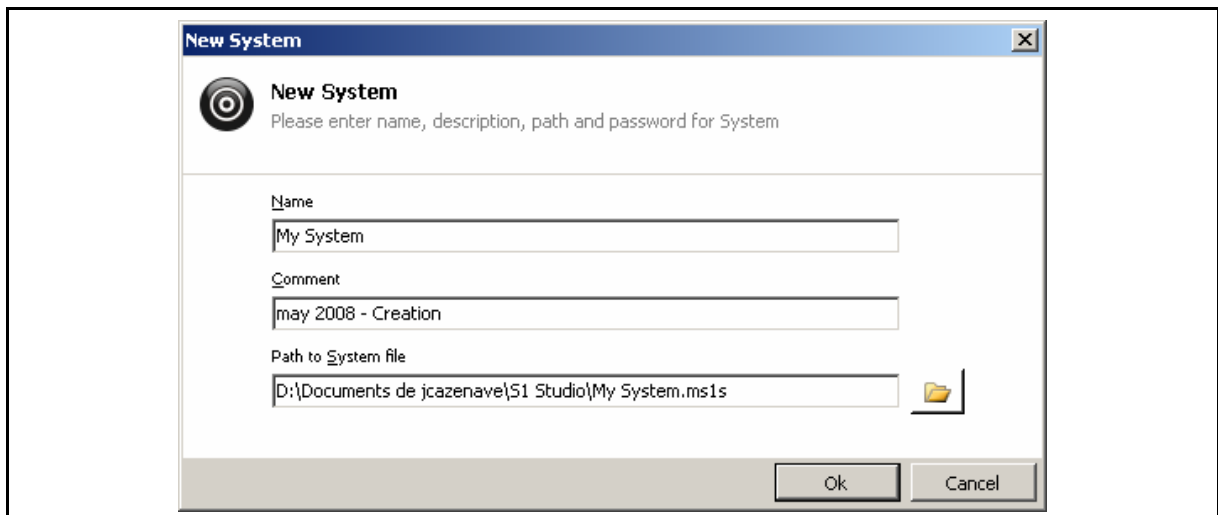 New System
New System
Please enter name, description, path and password for System
Name
My System
Comment
may 2008 - Creation
Path to System file
D:\Documents de jcazenave\S1 Studio\My System.ms1s
Ok Cancel